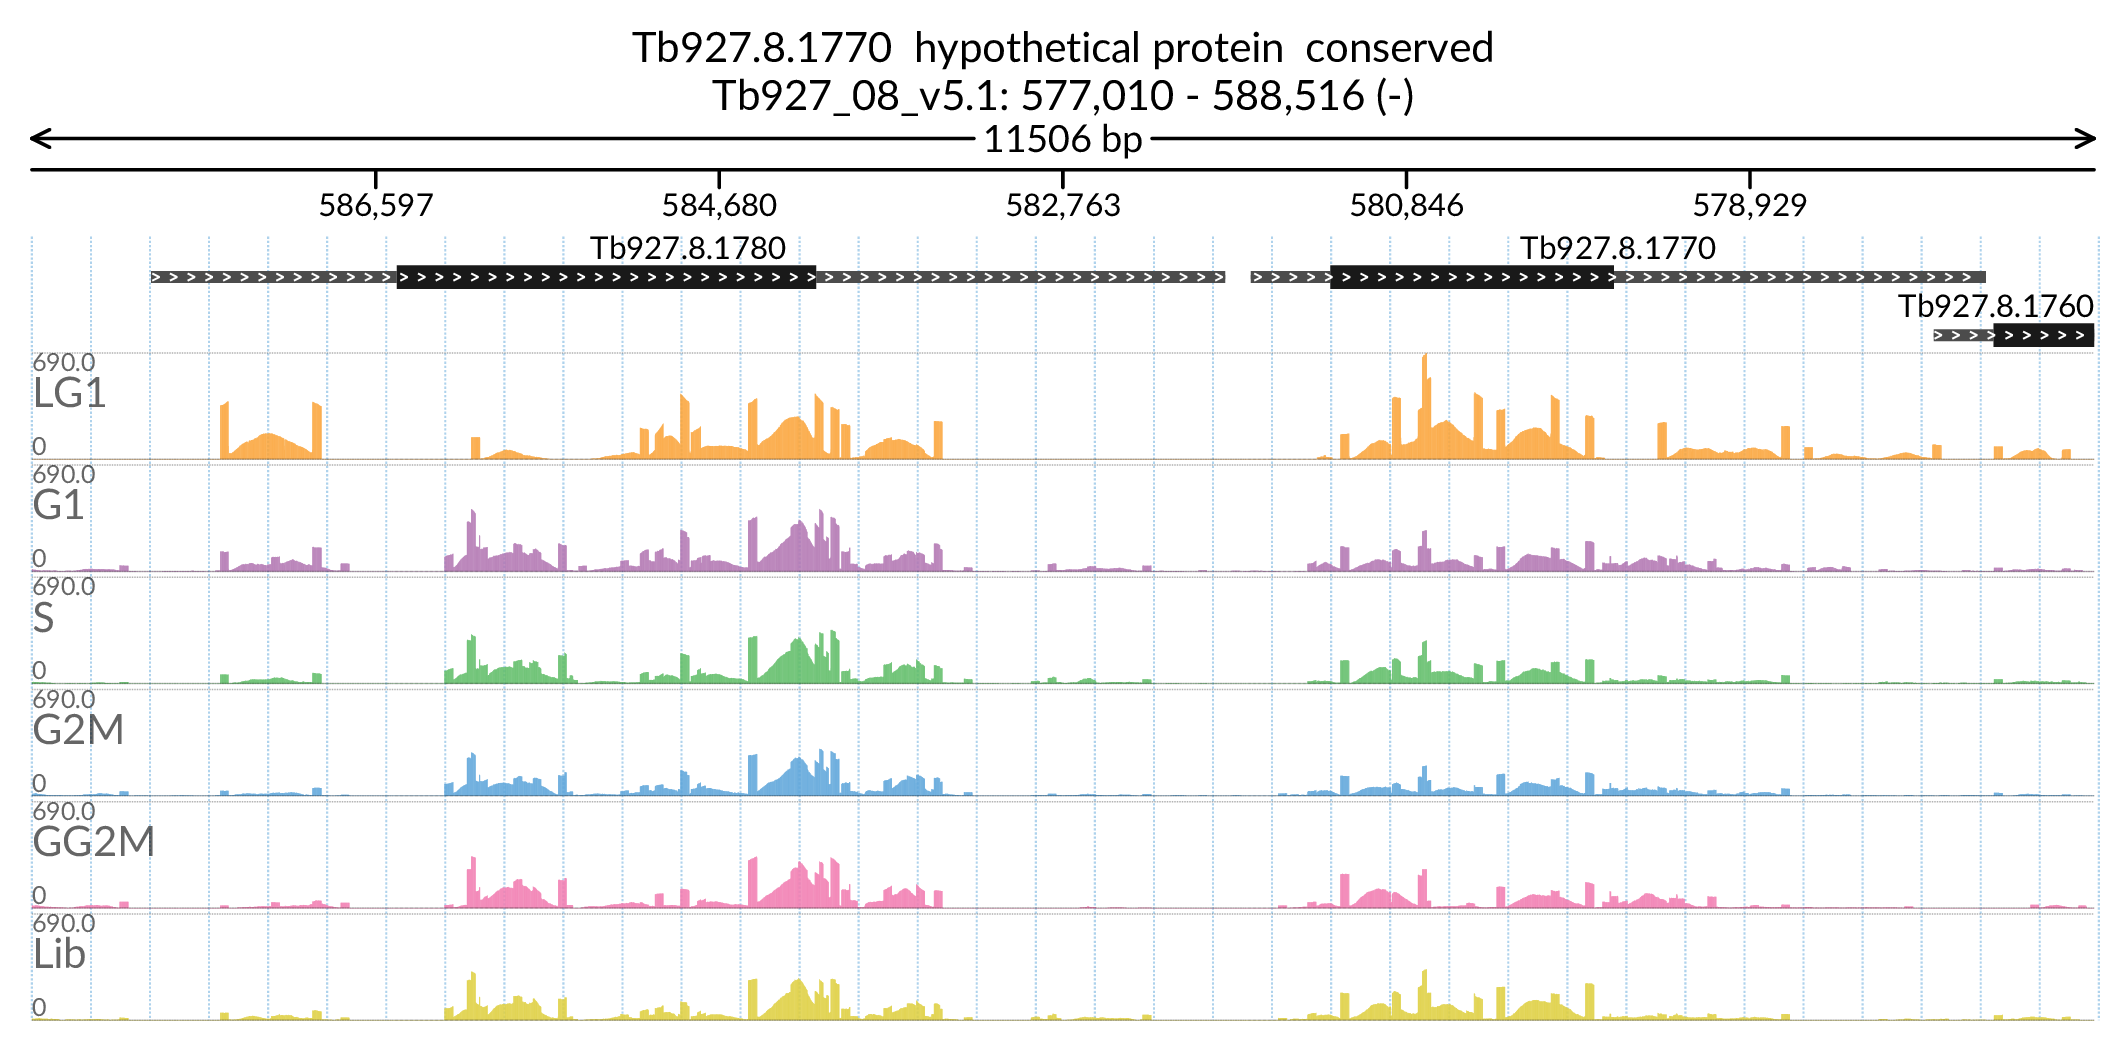 Tb927.8.1770  hypothetical protein  conserved
Tb927_08_v5.1: 577,010 - 588,516 (-)
11506 bp
586,597 584,680 582,763 580,846 578,929
Tb927.8.1780 Tb927.8.1770
Tb927.8.1760
690.0
LG1
0
690.0
G1
0
690.0
S
0
690.0
G2M
0
690.0
GG2M
0
690.0
Lib
0